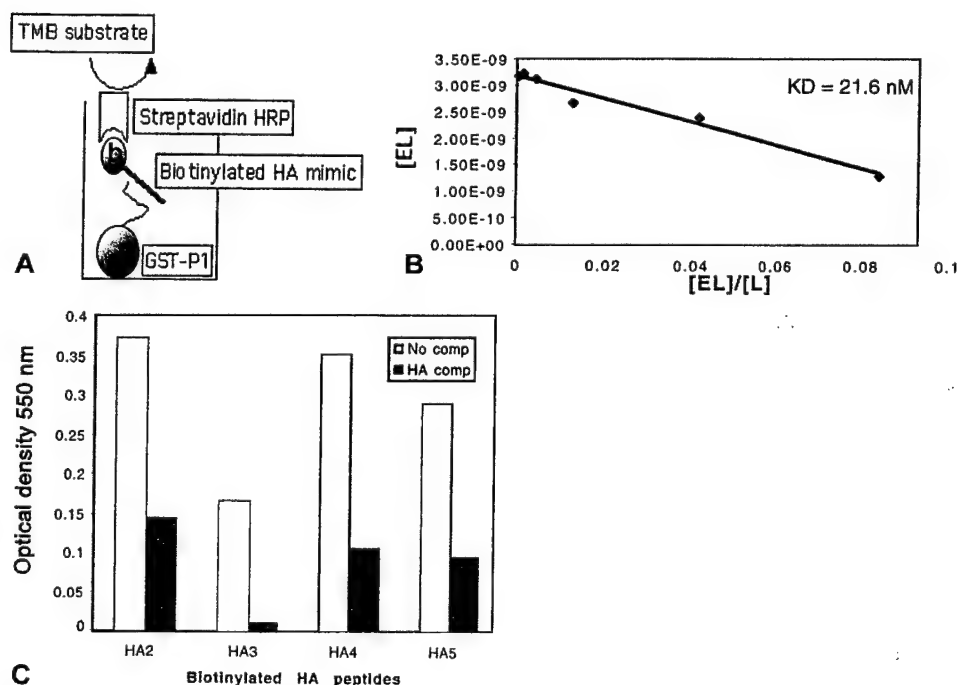 TMB substrate
Streptavidin HRP
b
Biotinylated HA mimic
GST-P1
A
3.50E-09
3.00E-09
2.50E-09
2.00E-09
1.50E-09
1.00E-09
5.00E-10
0.00E+00
[EL]
KD = 21.6 nM
0
0.02
0.04
0.06
0.08
0.1
[EL]/[L]
B
0.4
0.35
0.3
0.25
0.2
0.15
0.1
0.05
0
Optical density 550 nm
No comp
HA comp
HA2
HA3
HA4
HA5
Biotinylated HA peptides
C